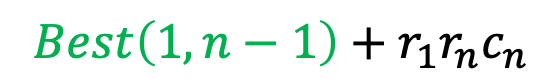 Best(1, n − 1) + r₁rₙcₙ